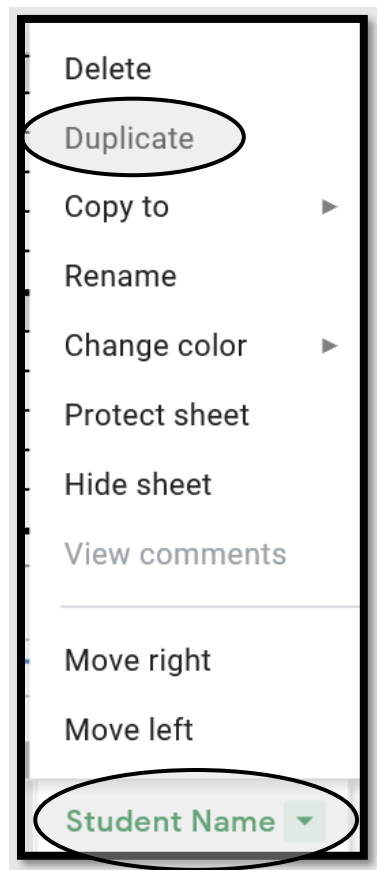 Delete
Duplicate
Copy to
Rename
Change color
Protect sheet
Hide sheet
View comments
Move right
Move left
Student Name